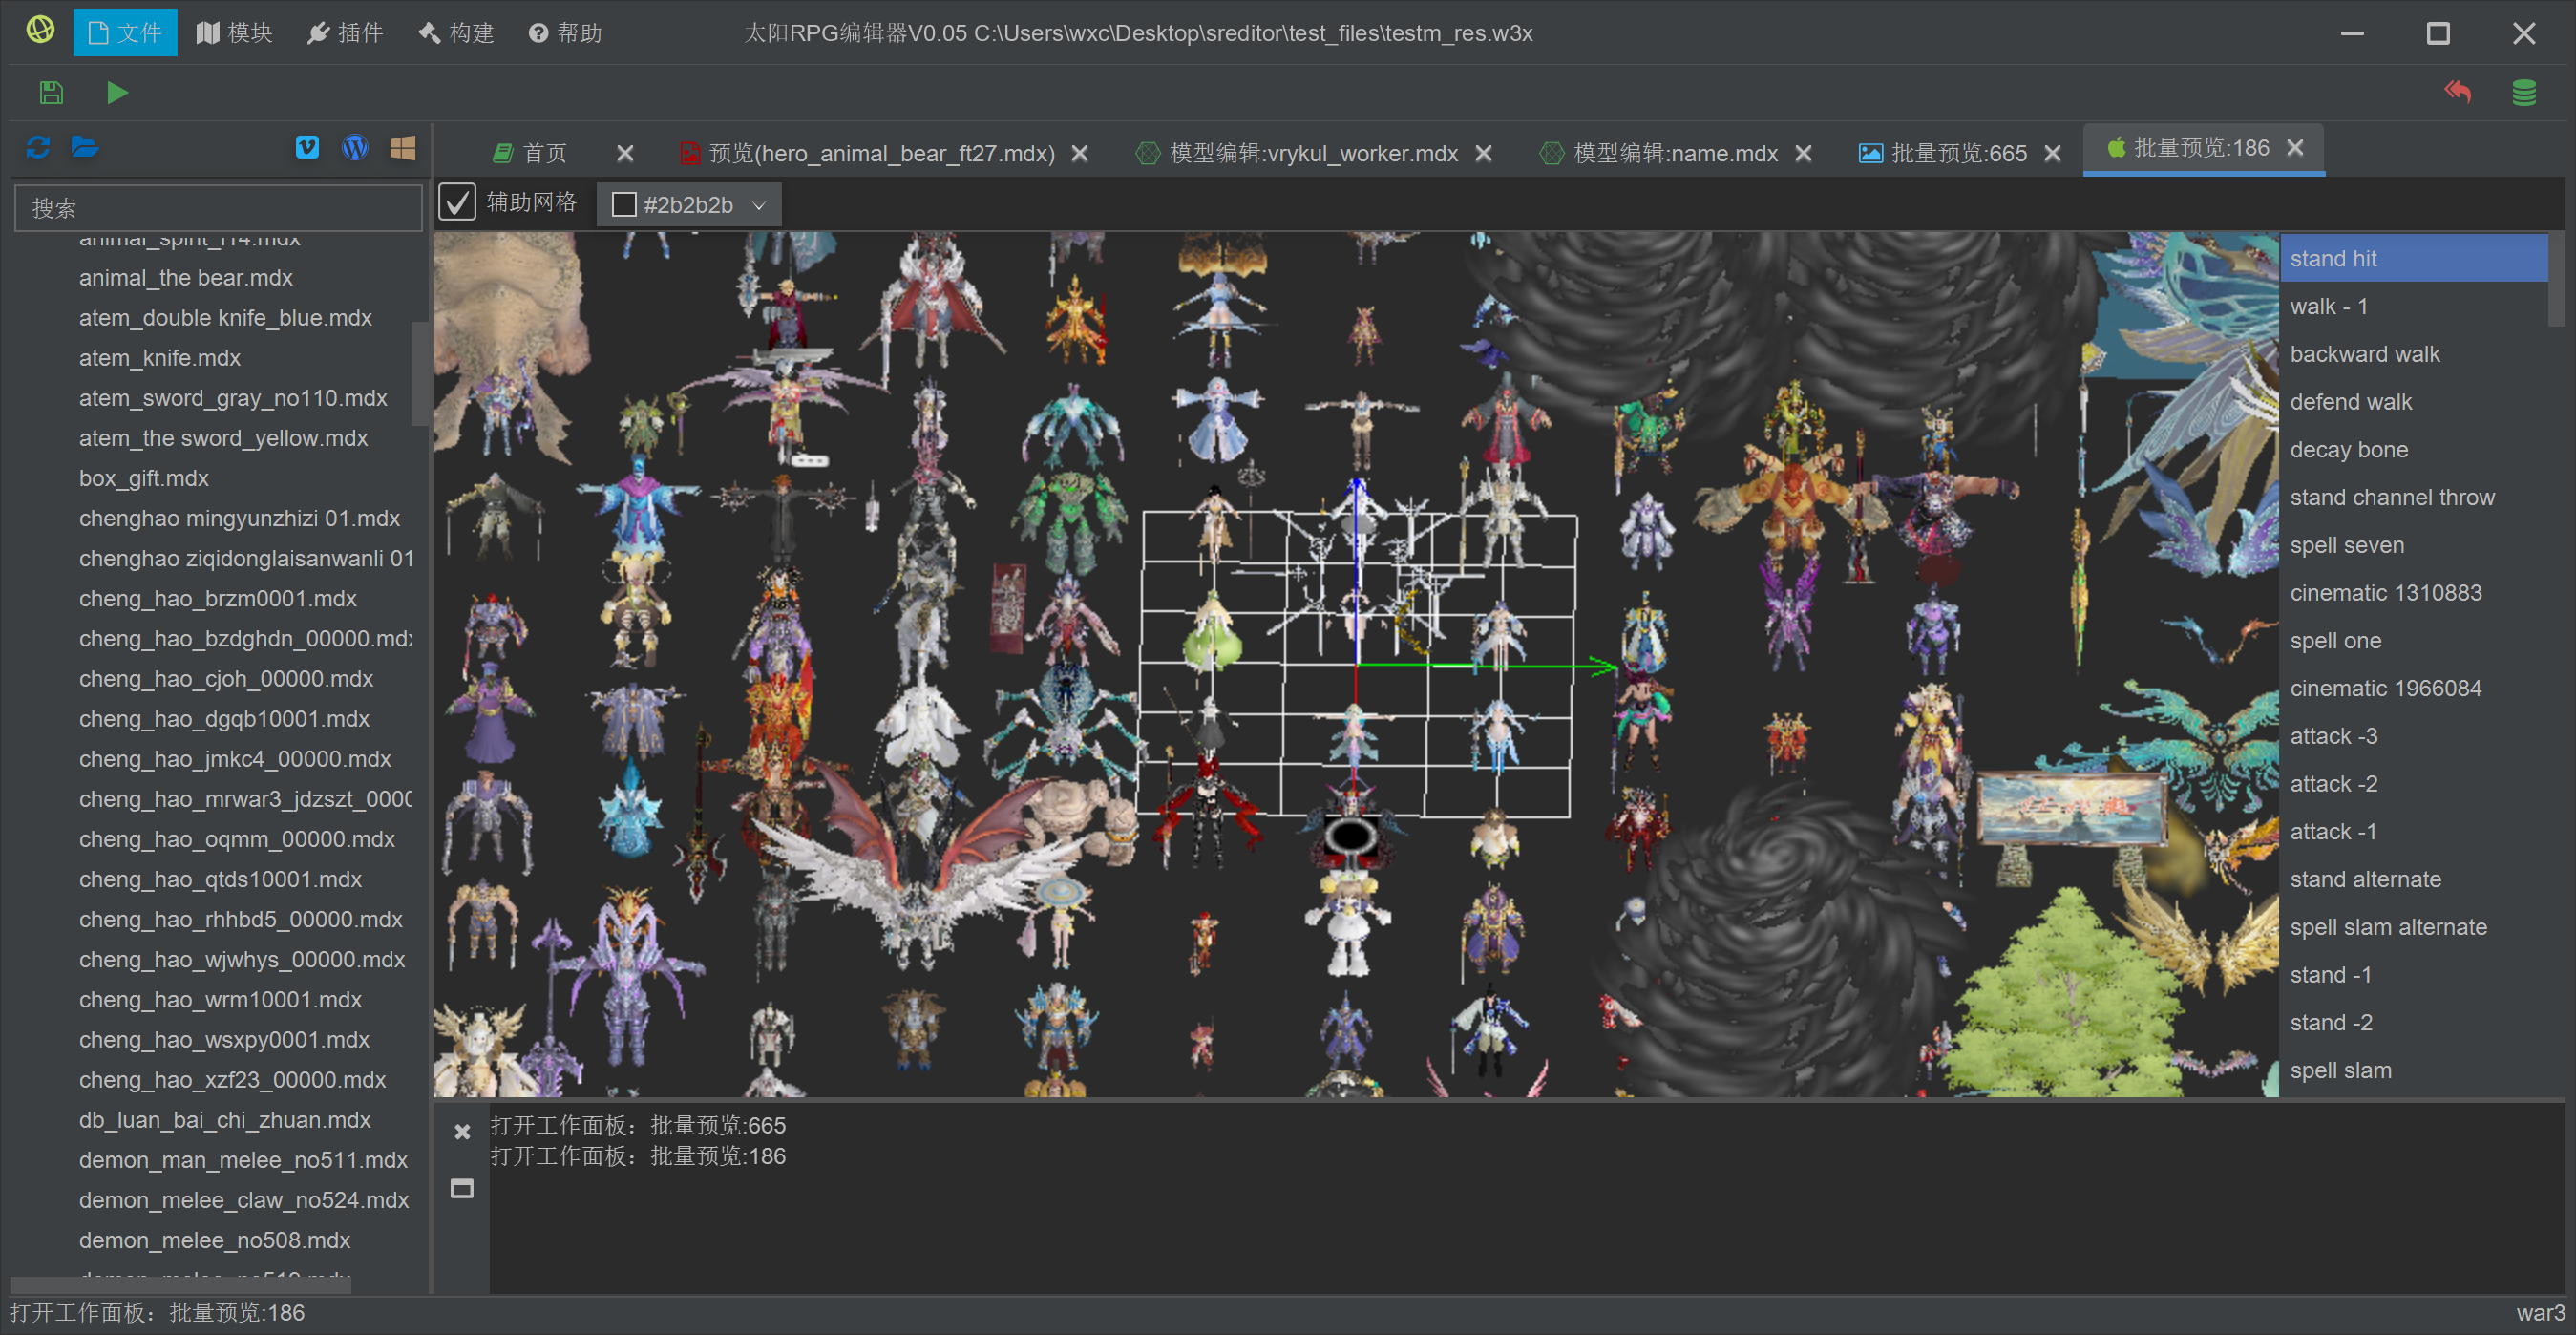 文件 模块 插件 构建 帮助 太阳RPG编辑器V0.05 C:\Users\wxc\Desktop\sreditor\test_files\testm_res.w3x
首页 预览(hero_animal_bear_ft27.mdx) 模型编辑:vrykul_worker.mdx 模型编辑:name.mdx 批量预览:665 批量预览:186
辅助网格 #2b2b2b
搜索
animal_the bear.mdx
atem_double knife_blue.mdx
atem_knife.mdx
atem_sword_gray_no110.mdx
atem_the sword_yellow.mdx
box_gift.mdx
chenghao mingyunzhizi 01.mdx
chenghao ziqidonglaisanwanli 01
cheng_hao_brzm0001.mdx
cheng_hao_bzdghdn_00000.mdx
cheng_hao_cjoh_00000.mdx
cheng_hao_dgqb10001.mdx
cheng_hao_jmkc4_00000.mdx
cheng_hao_mrwar3_jdzszt_0000
cheng_hao_oqmm_00000.mdx
cheng_hao_qtds10001.mdx
cheng_hao_rhhbd5_00000.mdx
cheng_hao_wjwhys_00000.mdx
cheng_hao_wrm10001.mdx
cheng_hao_wsxpy0001.mdx
cheng_hao_xzf23_00000.mdx
db_luan_bai_chi_zhuan.mdx
demon_man_melee_no511.mdx
demon_melee_claw_no524.mdx
demon_melee_no508.mdx
stand hit
walk - 1
backward walk
defend walk
decay bone
stand channel throw
spell seven
cinematic 1310883
spell one
cinematic 1966084
attack -3
attack -2
attack -1
stand alternate
spell slam alternate
stand -1
stand -2
spell slam
打开工作面板：批量预览:665
打开工作面板：批量预览:186
打开工作面板：批量预览:186
war3